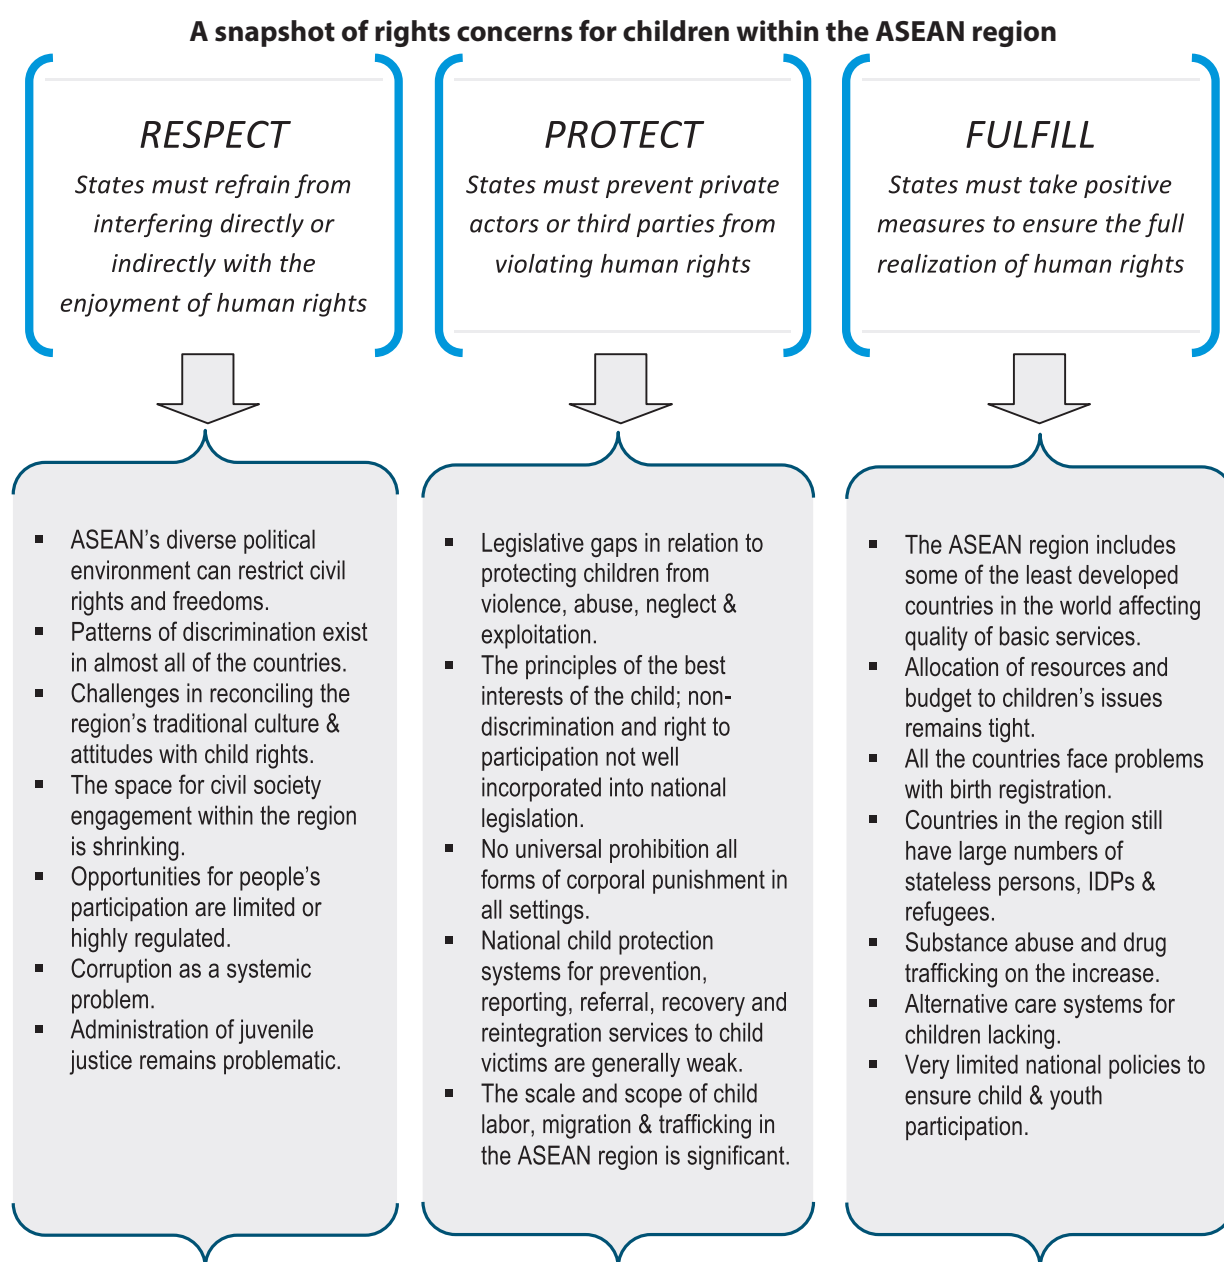 A snapshot of rights concerns for children within the ASEAN region
RESPECT
States must refrain from
interfering directly or
indirectly with the
enjoyment of human rights
PROTECT
States must prevent private
actors or third parties from
violating human rights
FULFILL
States must take positive
measures to ensure the full
realization of human rights
▪ ASEAN’s diverse political
environment can restrict civil
rights and freedoms.
▪ Patterns of discrimination exist
in almost all of the countries.
▪ Challenges in reconciling the
region’s traditional culture &
attitudes with child rights.
▪ The space for civil society
engagement within the region
is shrinking.
▪ Opportunities for people’s
participation are limited or
highly regulated.
▪ Corruption as a systemic
problem.
▪ Administration of juvenile
justice remains problematic.
▪ Legislative gaps in relation to
protecting children from
violence, abuse, neglect &
exploitation.
▪ The principles of the best
interests of the child; non-
discrimination and right to
participation not well
incorporated into national
legislation.
▪ No universal prohibition all
forms of corporal punishment in
all settings.
▪ National child protection
systems for prevention,
reporting, referral, recovery and
reintegration services to child
victims are generally weak.
▪ The scale and scope of child
labor, migration & trafficking in
the ASEAN region is significant.
▪ The ASEAN region includes
some of the least developed
countries in the world affecting
quality of basic services.
▪ Allocation of resources and
budget to children’s issues
remains tight.
▪ All the countries face problems
with birth registration.
▪ Countries in the region still
have large numbers of
stateless persons, IDPs &
refugees.
▪ Substance abuse and drug
trafficking on the increase.
▪ Alternative care systems for
children lacking.
▪ Very limited national policies to
ensure child & youth
participation.